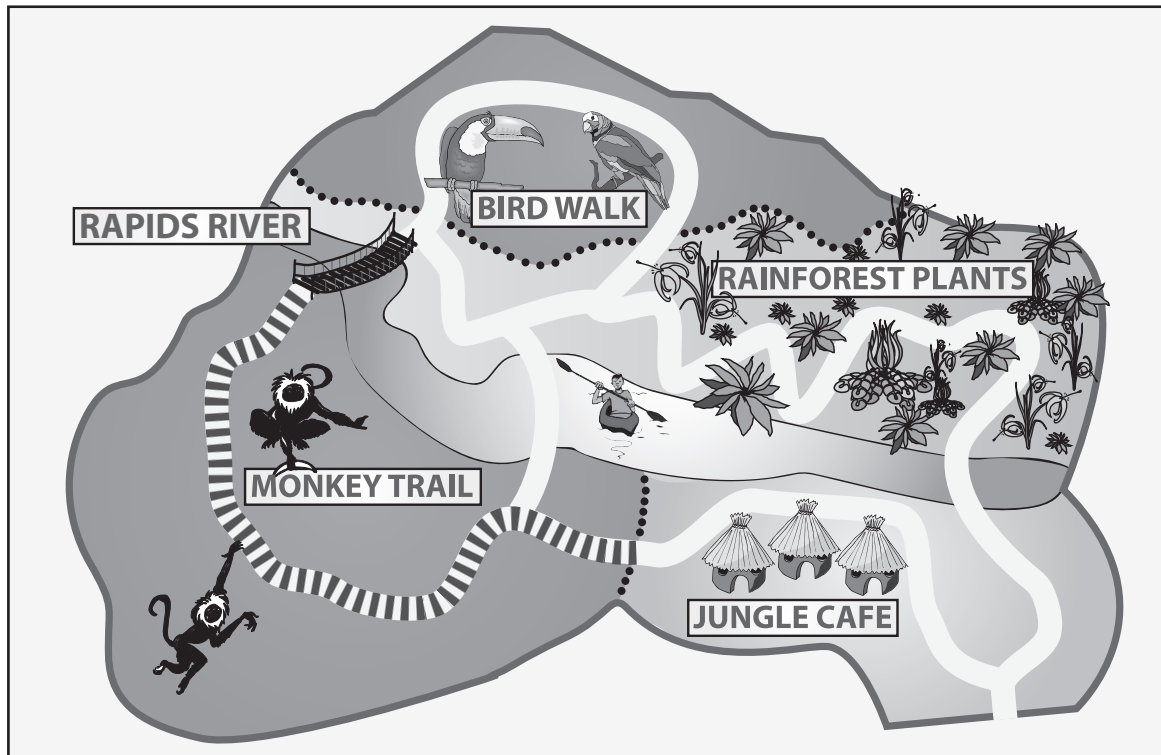 BIRD WALK
RAPIDS RIVER
RAINFOREST PLANTS
MONKEY TRAIL
JUNGLE CAFE